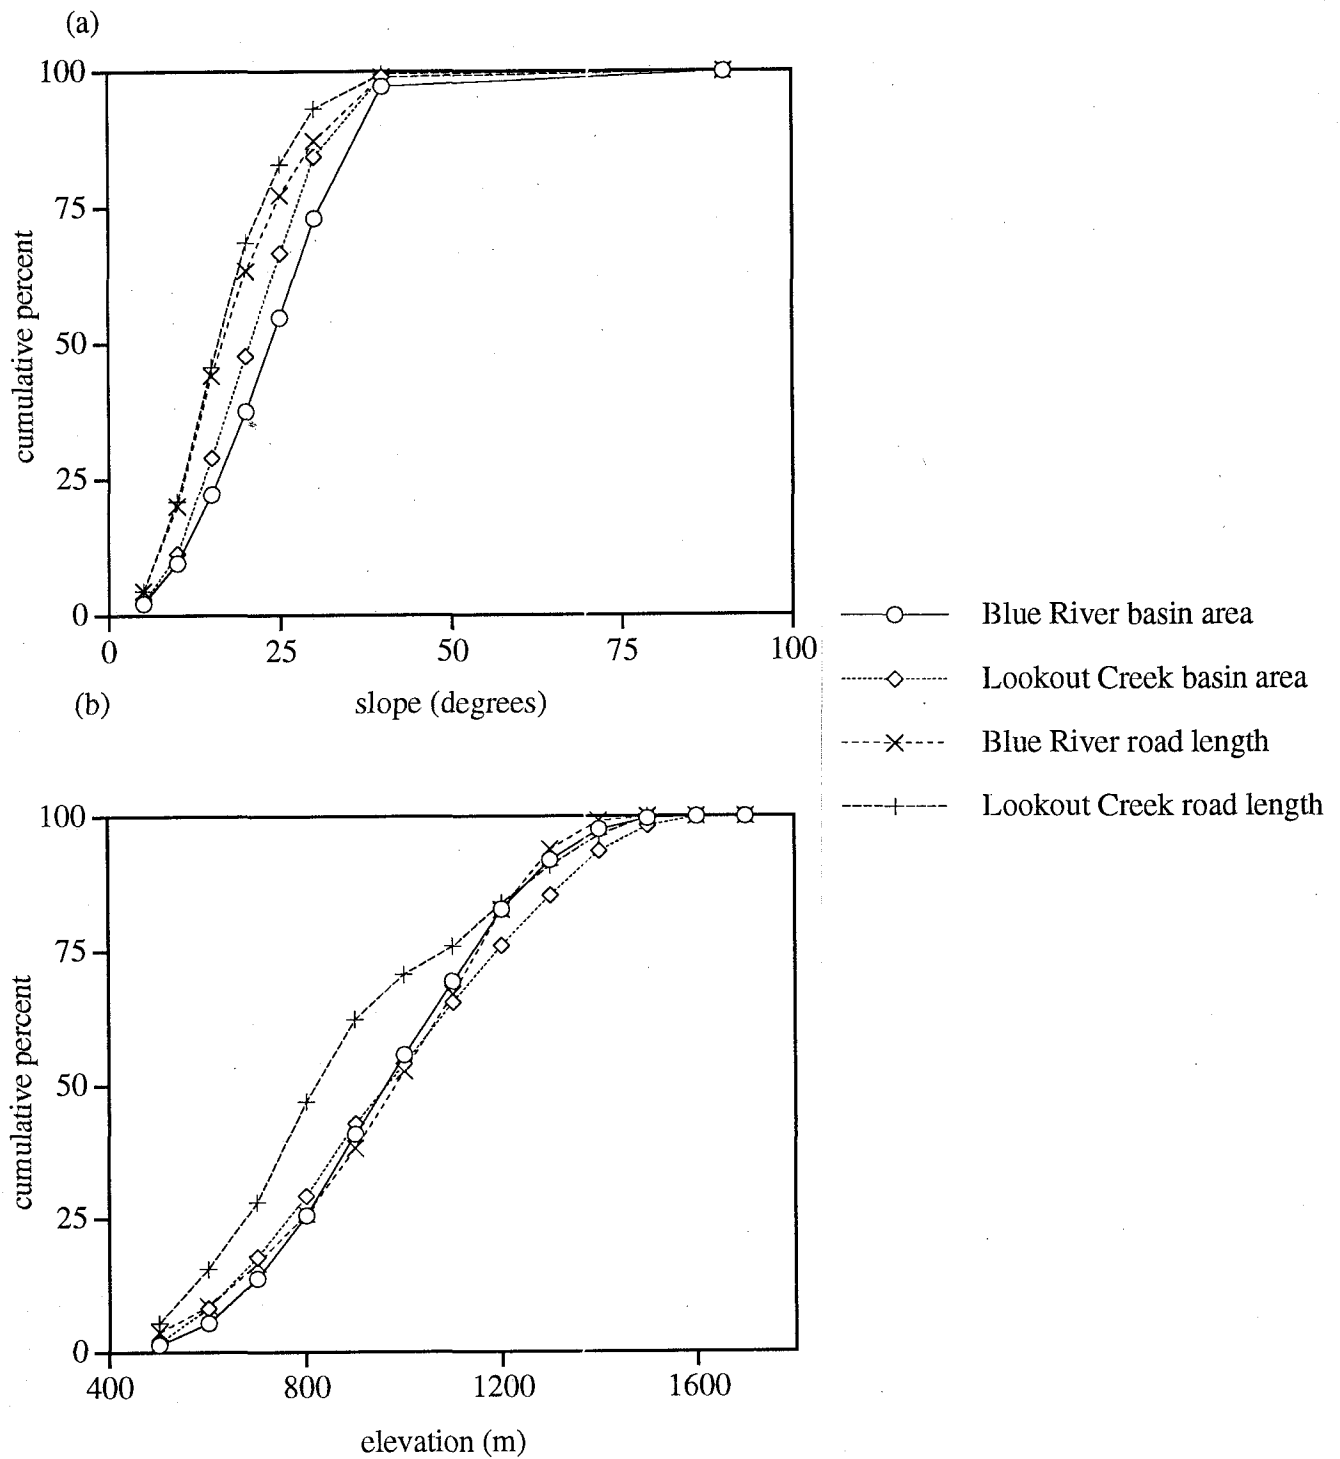 (a)
100
75
50
25
0
cumulative percent
0 25 50 75 100
slope (degrees)
Blue River basin area
Lookout Creek basin area
Blue River road length
Lookout Creek road length
(b)
100
75
50
25
0
cumulative percent
400 800 1200 1600
elevation (m)